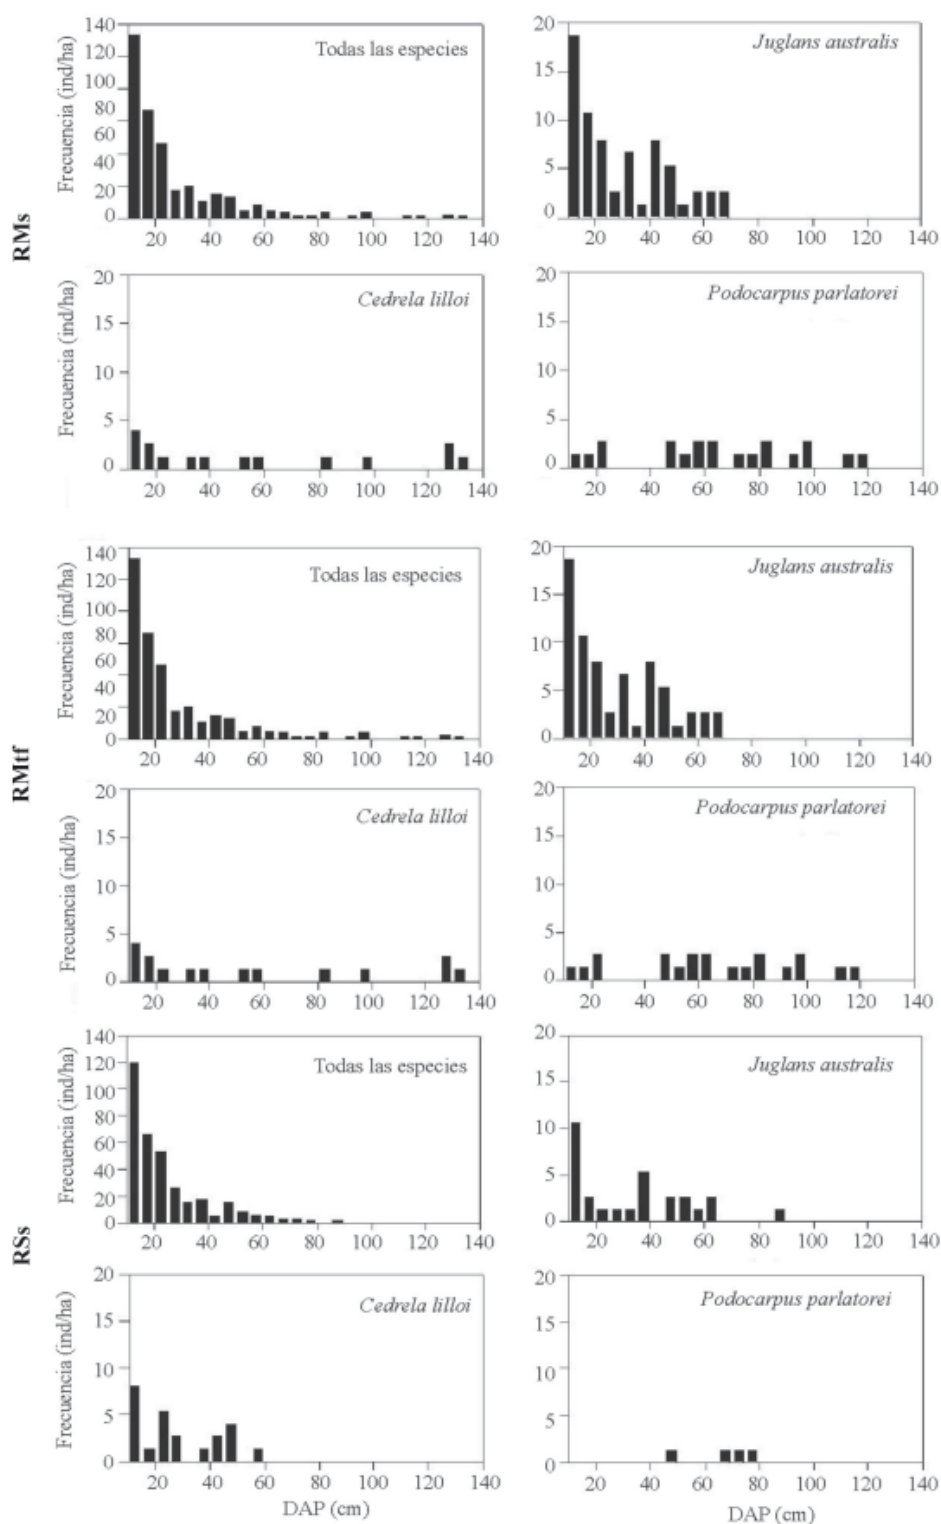 RMs
Frecuencia (ind/ha)
140
120
100
80
60
40
20
0
Todas las especies
20 40 60 80 100 120 140
20
15
10
5
0
Juglans australis
20 40 60 80 100 120 140
Frecuencia (ind/ha)
20
15
10
5
0
Cedrela lilloi
20 40 60 80 100 120 140
20
15
10
5
0
Podocarpus parlatorei
20 40 60 80 100 120 140
RMtf
Frecuencia (ind/ha)
140
120
100
80
60
40
20
0
Todas las especies
20 40 60 80 100 120 140
20
15
10
5
0
Juglans australis
20 40 60 80 100 120 140
Frecuencia (ind/ha)
20
15
10
5
0
Cedrela lilloi
20 40 60 80 100 120 140
20
15
10
5
0
Podocarpus parlatorei
20 40 60 80 100 120 140
RSs
Frecuencia (ind/ha)
140
120
100
80
60
40
20
0
Todas las especies
20 40 60 80 100 120 140
20
15
10
5
0
Juglans australis
20 40 60 80 100 120 140
Frecuencia (ind/ha)
20
15
10
5
0
Cedrela lilloi
20 40 60 80 100 120 140
DAP (cm)
20
15
10
5
0
Podocarpus parlatorei
20 40 60 80 100 120 140
DAP (cm)